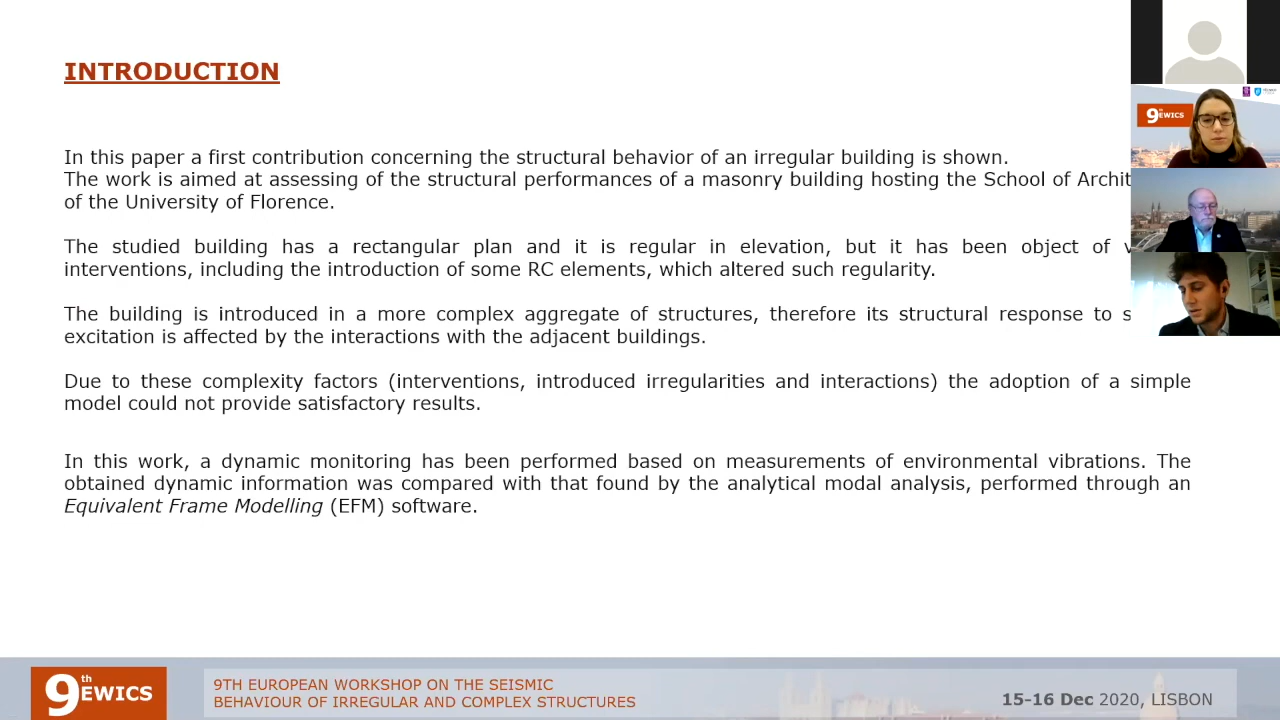 INTRODUCTION
In this paper a first contribution concerning the structural behavior of an irregular building is shown.
The work is aimed at assessing of the structural performances of a masonry building hosting the School of Archit
of the University of Florence.
The studied building has a rectangular plan and it is regular in elevation, but it has been object of
interventions, including the introduction of some RC elements, which altered such regularity.
The building is introduced in a more complex aggregate of structures, therefore its structural response to
excitation is affected by the interactions with the adjacent buildings.
Due to these complexity factors (interventions, introduced irregularities and interactions) the adoption of a simple
model could not provide satisfactory results.
In this work, a dynamic monitoring has been performed based on measurements of environmental vibrations. The
obtained dynamic information was compared with that found by the analytical modal analysis, performed through an
Equivalent Frame Modelling (EFM) software.
9th EWICS
9th EWICS
9TH EUROPEAN WORKSHOP ON THE SEISMIC
BEHAVIOUR OF IRREGULAR AND COMPLEX STRUCTURES
15-16 Dec 2020, LISBON